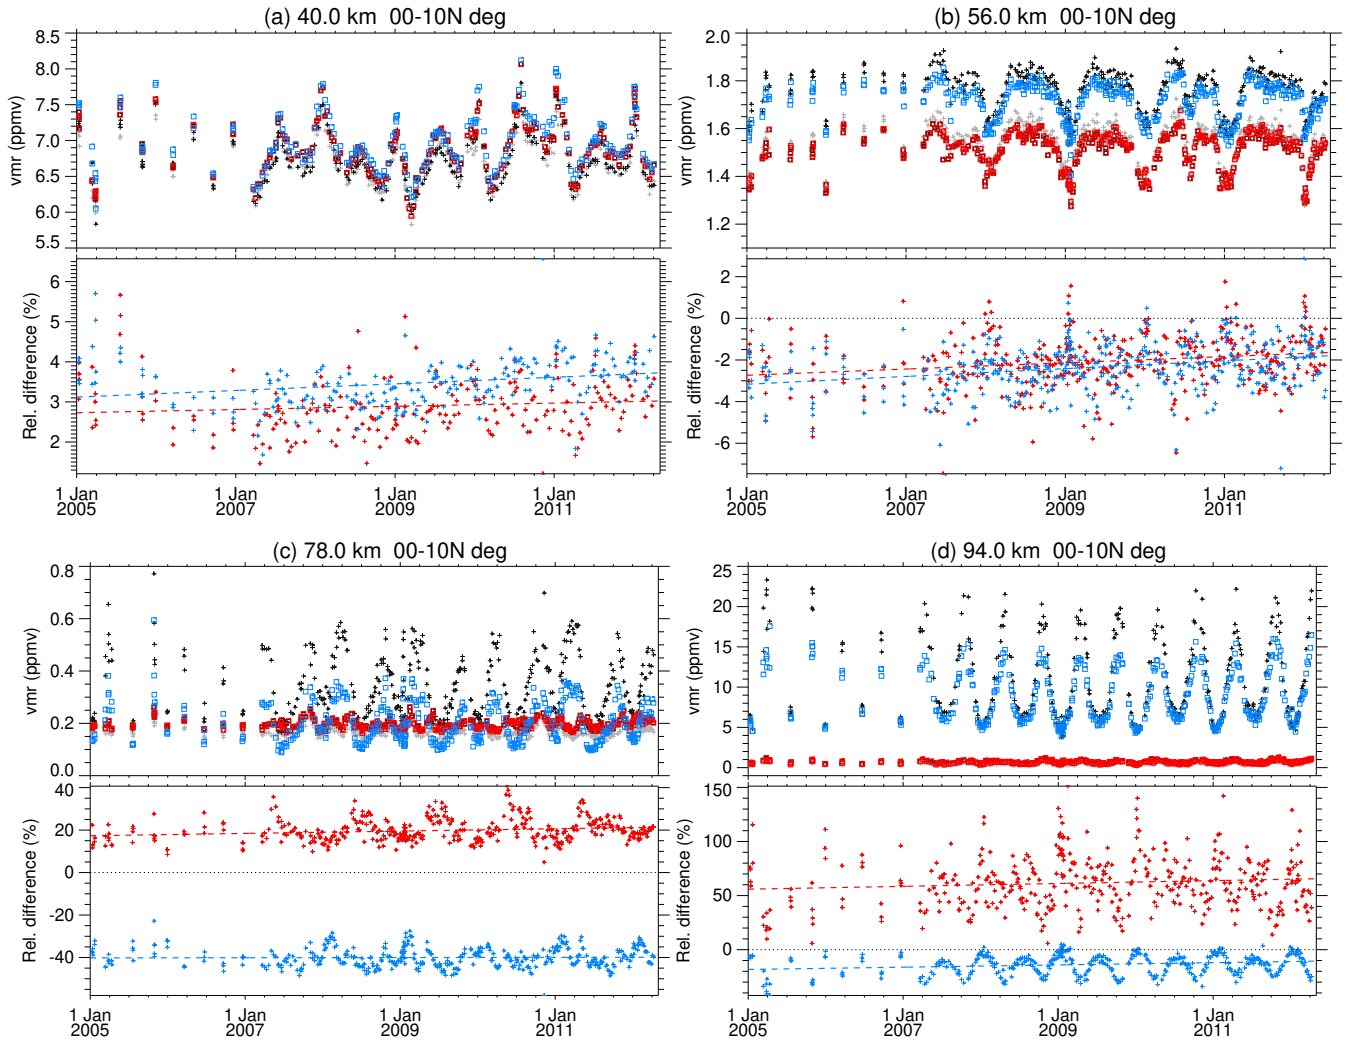 (a) 40.0 km 00-10N deg
8.5
8.0
7.5
7.0
6.5
6.0
5.5
vmr (ppmv)
6
5
4
3
2
Rel. difference (%)
1 Jan 2005
1 Jan 2007
1 Jan 2009
1 Jan 2011
(b) 56.0 km 00-10N deg
2.0
1.8
1.6
1.4
1.2
vmr (ppmv)
2
0
-2
-4
-6
Rel. difference (%)
1 Jan 2005
1 Jan 2007
1 Jan 2009
1 Jan 2011
(c) 78.0 km 00-10N deg
0.8
0.6
0.4
0.2
0.0
vmr (ppmv)
40
20
0
-20
-40
Rel. difference (%)
1 Jan 2005
1 Jan 2007
1 Jan 2009
1 Jan 2011
(d) 94.0 km 00-10N deg
25
20
15
10
5
0
vmr (ppmv)
150
100
50
0
Rel. difference (%)
1 Jan 2005
1 Jan 2007
1 Jan 2009
1 Jan 2011